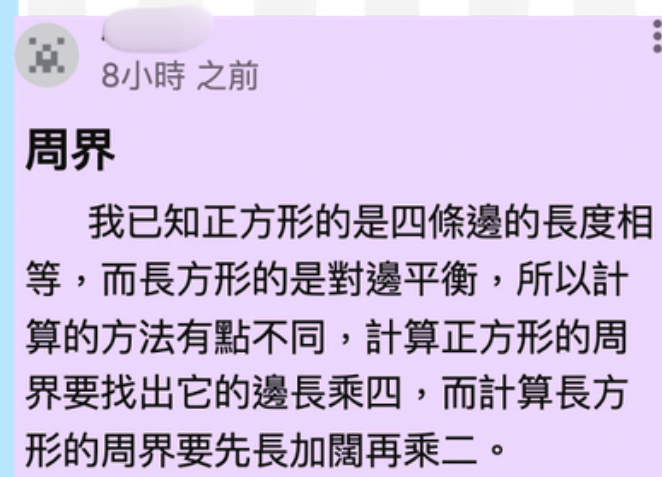 8小時 之前
周界
我已知正方形的是四條邊的長度相
等，而長方形的是對邊平衡，所以計
算的方法有點不同，計算正方形的周
界要找出它的邊長乘四，而計算長方
形的周界要先長加闊再乘二。